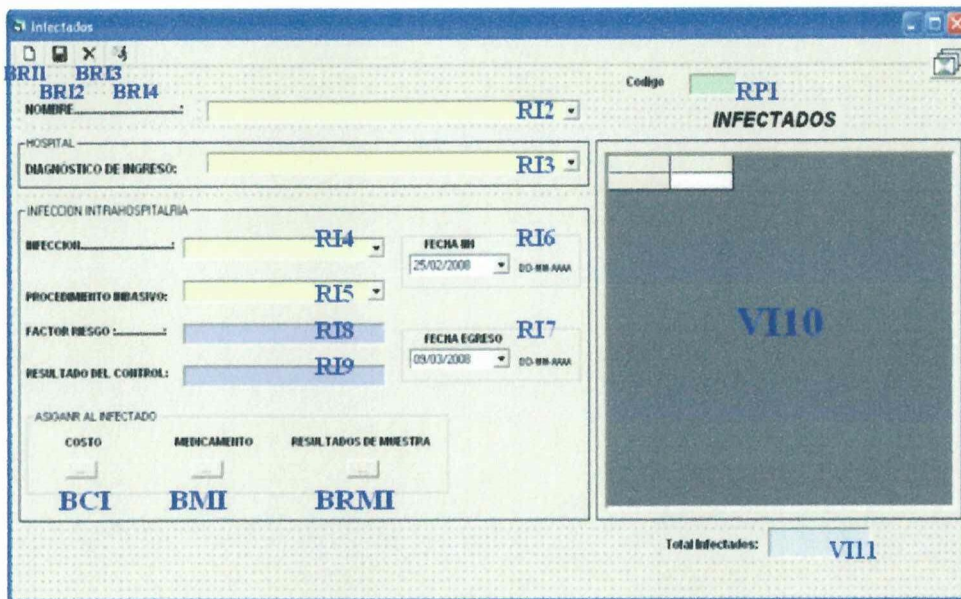 Infectados
BRI1 BRI3
BRI2 BRI4
Codigo RP1
NOMBRE..............................: RI2
INFECTADOS
HOSPITAL
DIAGNÓSTICO DE INGRESO: RI3
INFECCION INTRAHOSPITALRIA
INFECCION..............................: RI4
FECHA IIH RI6
25/02/2008 DD-MM-AAAA
PROCEDIMIENTO INBASIVO: RI5
FACTOR RIESGO :................: RI8
FECHA EGRESO RI7
09/03/2008 DD-MM-AAAA
RESULTADO DEL CONTROL: RI9
VI10
ASIGANR AL INFECTADO
COSTO MEDICAMENTO RESULTADOS DE MUESTRA
... ... ...
BCI BMI BRMI
Total Infectados: VI11